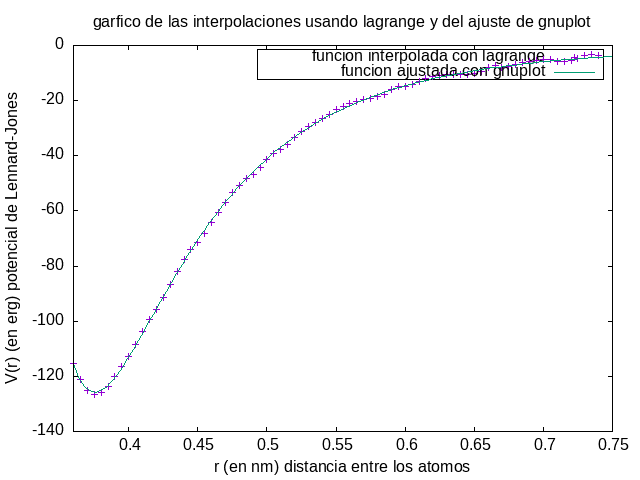 garfico de las interpolaciones usando lagrange y del ajuste de gnuplot
funcion interpolada con lagrange
funcion ajustada con gnuplot
V(r) (en erg) potencial de Lennard-Jones
0
-20
-40
-60
-80
-100
-120
-140
0.4 0.45 0.5 0.55 0.6 0.65 0.7 0.75
r (en nm) distancia entre los atomos